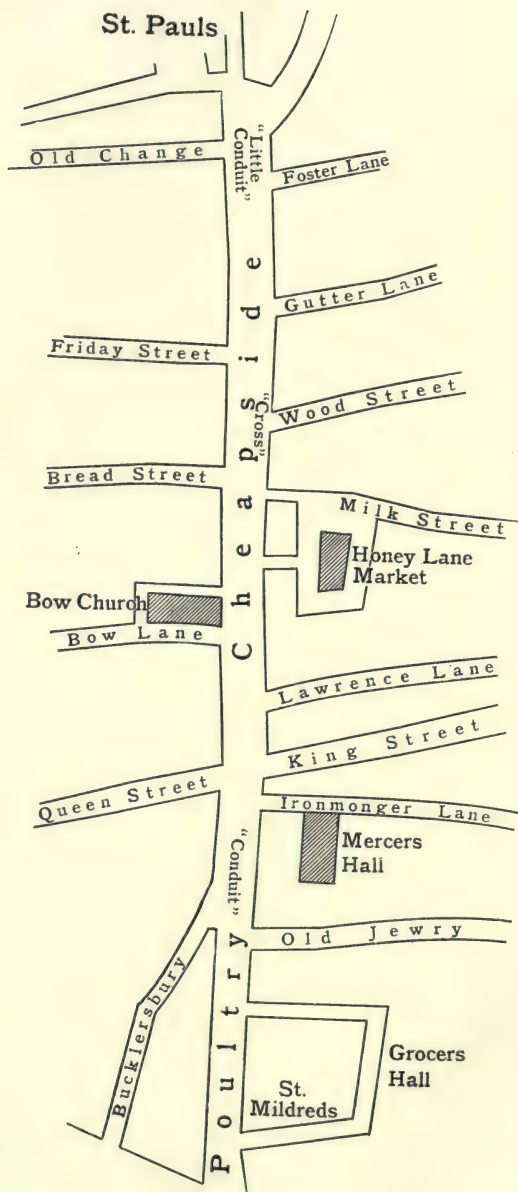 St. Pauls
Old Change
"Little
Conduit"
Foster Lane
Gutter Lane
Friday Street
"Cross"
Wood Street
Bread Street
Cheapside
Milk Street
Honey Lane
Market
Bow Church
Bow Lane
Lawrence Lane
King Street
Queen Street
Ironmonger Lane
Mercers
Hall
"Conduit"
Old Jewry
Bucklersbury
Poultry
Grocers
Hall
St.
Mildreds